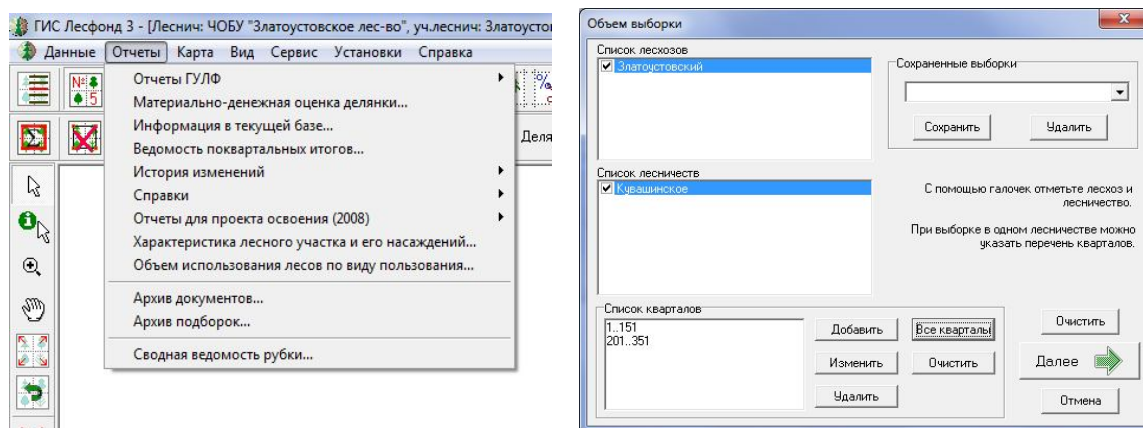 ГИС Лесфонд 3 - [Леснич: ЧОБУ "Златоустовское лес-во", уч.леснич: Златоусто
Данные Отчеты Карта Вид Сервис Установки Справка
Отчеты ГУЛФ
Материально-денежная оценка делянки...
Информация в текущей базе...
Ведомость поквартальных итогов...
История изменений
Справки
Отчеты для проекта освоения (2008)
Характеристика лесного участка и его насаждений...
Объем использования лесов по виду пользования...
Архив документов...
Архив подборок...
Сводная ведомость рубки...
№
5
%
Деля
Объем выборки
Список лесхозов
Златоустовский
Сохраненные выборки
Сохранить Удалить
Список лесничеств
Кувашинское
С помощью галочек отметьте лесхоз и
лесничество.
При выборке в одном лесничестве можно
указать перечень кварталов.
Список кварталов
1..151
201..351
Добавить Все кварталы
Изменить Очистить
Удалить
Очистить
Далее
Отмена